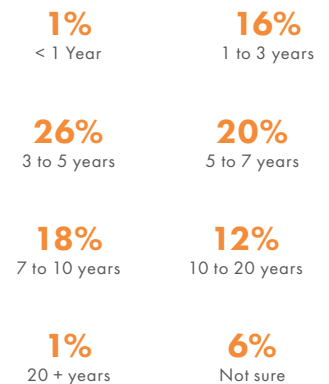 1%
< 1 Year
16%
1 to 3 years
26%
3 to 5 years
20%
5 to 7 years
18%
7 to 10 years
12%
10 to 20 years
1%
20 + years
6%
Not sure